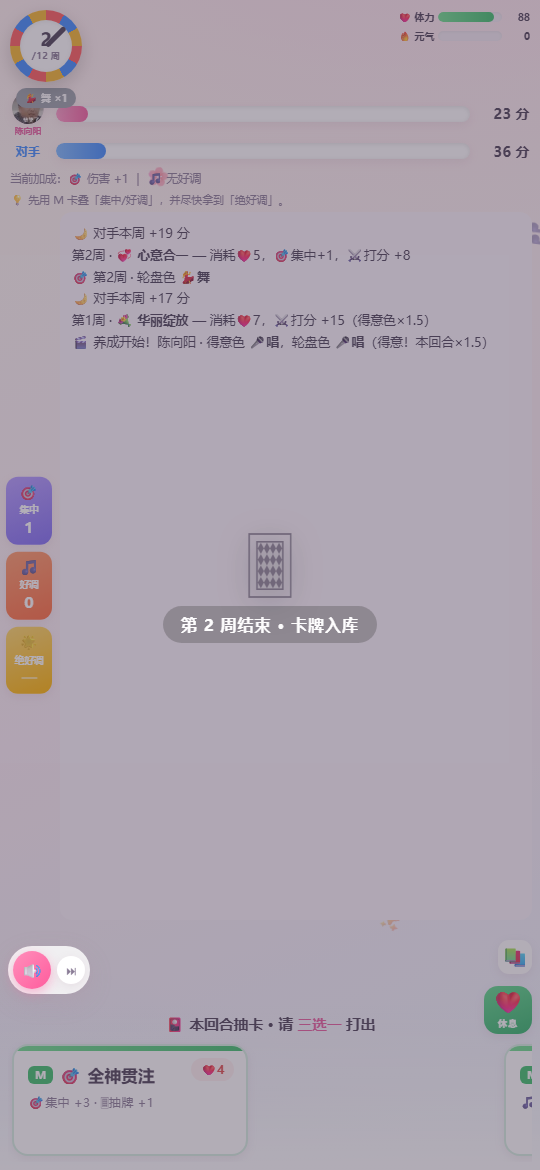 2
/12 周
体力 88
元气 0
舞 ×1
陈向阳
23 分
对手
36 分
当前加成： 伤害 +1 | 无好调
先用 M 卡叠「集中/好调」，并尽快拿到「绝好调」。
对手本周 +19 分
第2周 · 心意合一 — 消耗 5， 集中+1， 打分 +8
第2周 · 轮盘色 舞
对手本周 +17 分
第1周 · 华丽绽放 — 消耗 7， 打分 +15（得意色×1.5）
养成开始！陈向阳 · 得意色 唱，轮盘色 唱（得意！本回合×1.5）
集中
1
好调
0
绝好调
—
第 2 周结束 • 卡牌入库
休息
本回合抽卡 • 请 三选一 打出
M 全神贯注 4
集中 +3 · 抽牌 +1